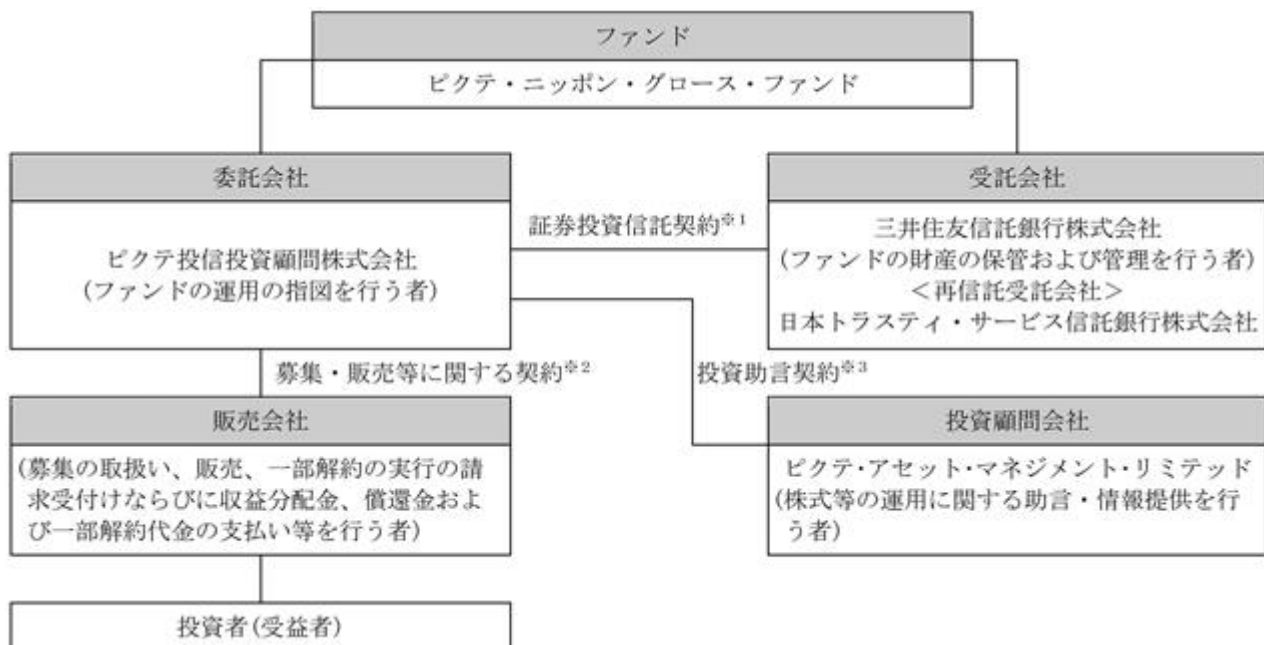 ファンド
ピクテ・ニッポン・グロース・ファンド
委託会社
ピクテ投信投資顧問株式会社
(ファンドの運用の指図を行う者)
証券投資信託契約※1
受託会社
三井住友信託銀行株式会社
(ファンドの財産の保管および管理を行う者)
＜再信託受託会社＞
日本トラスティ・サービス信託銀行株式会社
募集・販売等に関する契約※2
投資助言契約※3
販売会社
(募集の取扱い、販売、一部解約の実行の請
求受付けならびに収益分配金、償還金およ
び一部解約代金の支払い等を行う者)
投資顧問会社
ピクテ・アセット・マネジメント・リミテッド
(株式等の運用に関する助言・情報提供を行
う者)
投資者(受益者)